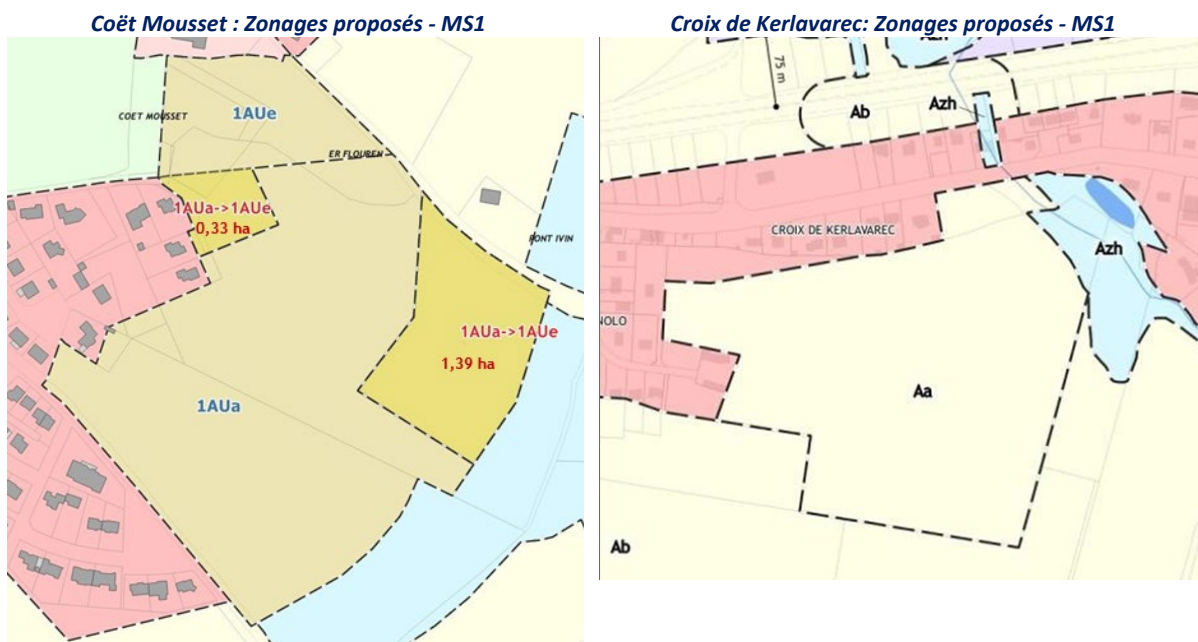 Coët Mousset : Zonages proposés - MS1
1AUe
COET MOUSSET
ER FLOUREN
1AUa->1AUe
0,33 ha
PONT IVIN
1AUa->1AUe
1,39 ha
1AUa
Croix de Kerlavarec: Zonages proposés - MS1
Azh
75 m
Ab
Azh
CROIX DE KERLAVAREC
Azh
NOLO
Aa
Ab